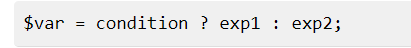 $var = condition ? exp1 : exp2;